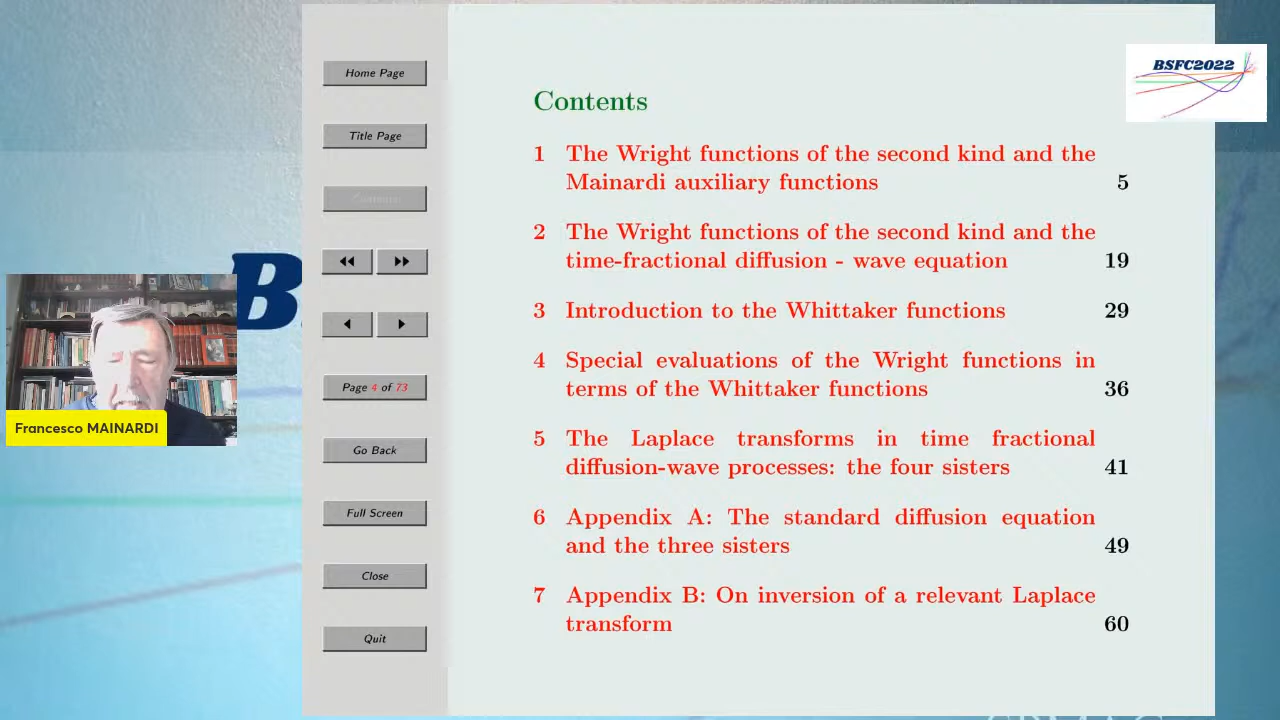 BSFC2022
Home Page
Title Page
Contents
Page 4 of 73
Go Back
Full Screen
Close
Quit
Contents
1 The Wright functions of the second kind and the
Mainardi auxiliary functions 5
2 The Wright functions of the second kind and the
time-fractional diffusion - wave equation 19
3 Introduction to the Whittaker functions 29
4 Special evaluations of the Wright functions in
terms of the Whittaker functions 36
5 The Laplace transforms in time fractional
diffusion-wave processes: the four sisters 41
6 Appendix A: The standard diffusion equation
and the three sisters 49
7 Appendix B: On inversion of a relevant Laplace
transform 60
B
Francesco MAINARDI